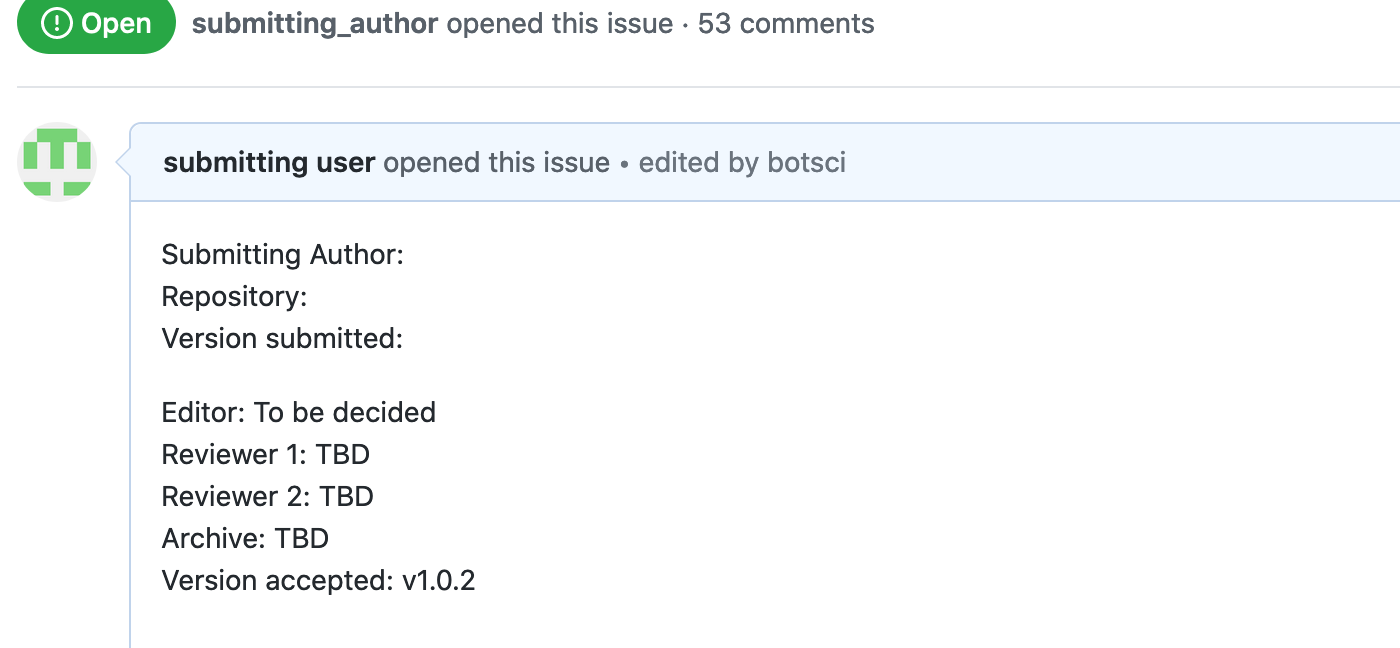 Open submitting_author opened this issue · 53 comments
submitting user opened this issue • edited by botsci
Submitting Author:
Repository:
Version submitted:
Editor: To be decided
Reviewer 1: TBD
Reviewer 2: TBD
Archive: TBD
Version accepted: v1.0.2